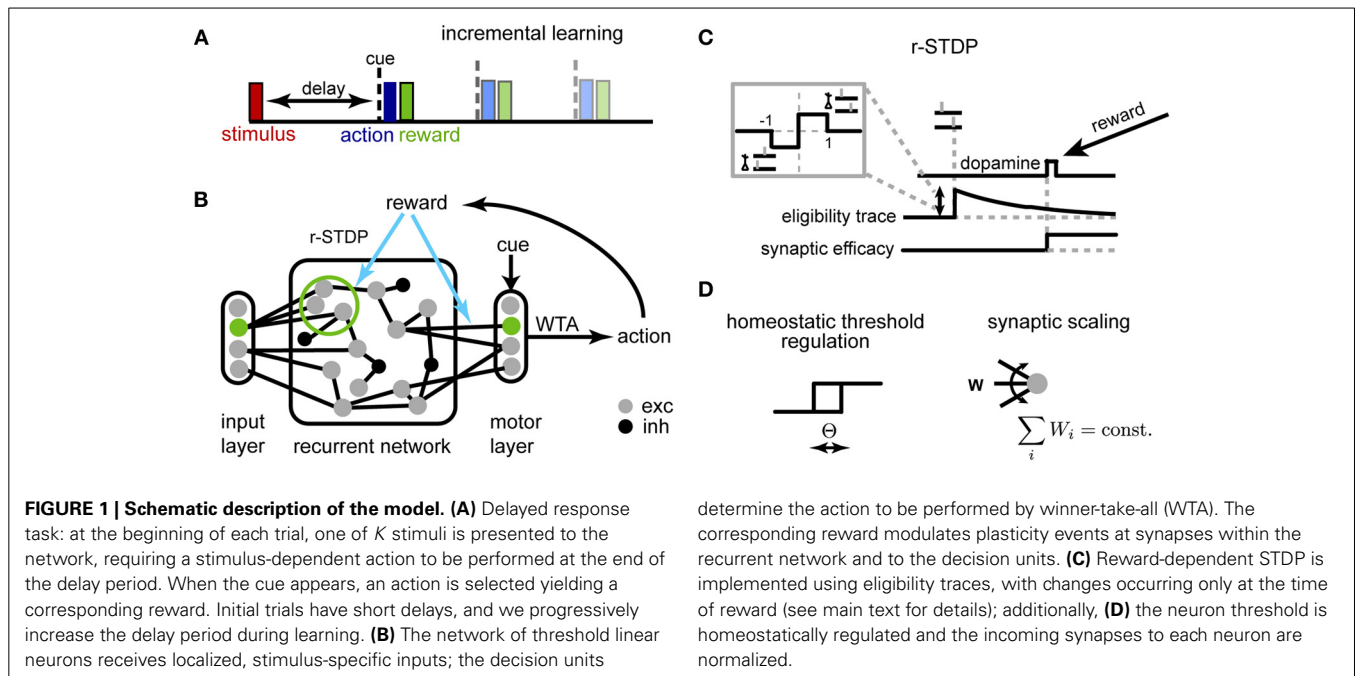 A
incremental learning
cue
delay
stimulus
action reward
B
reward
r-STDP
cue
WTA
action
input
layer
recurrent network
motor
layer
exc
inh
C
r-STDP
-1
1
reward
dopamine
eligibility trace
synaptic efficacy
D
homeostatic threshold
regulation
Θ
synaptic scaling
w
∑ W_i = const.
i
FIGURE 1 | Schematic description of the model. (A) Delayed response
task: at the beginning of each trial, one of K stimuli is presented to the
network, requiring a stimulus-dependent action to be performed at the end of
the delay period. When the cue appears, an action is selected yielding a
corresponding reward. Initial trials have short delays, and we progressively
increase the delay period during learning. (B) The network of threshold linear
neurons receives localized, stimulus-specific inputs; the decision units
determine the action to be performed by winner-take-all (WTA). The
corresponding reward modulates plasticity events at synapses within the
recurrent network and to the decision units. (C) Reward-dependent STDP is
implemented using eligibility traces, with changes occurring only at the time
of reward (see main text for details); additionally, (D) the neuron threshold is
homeostatically regulated and the incoming synapses to each neuron are
normalized.